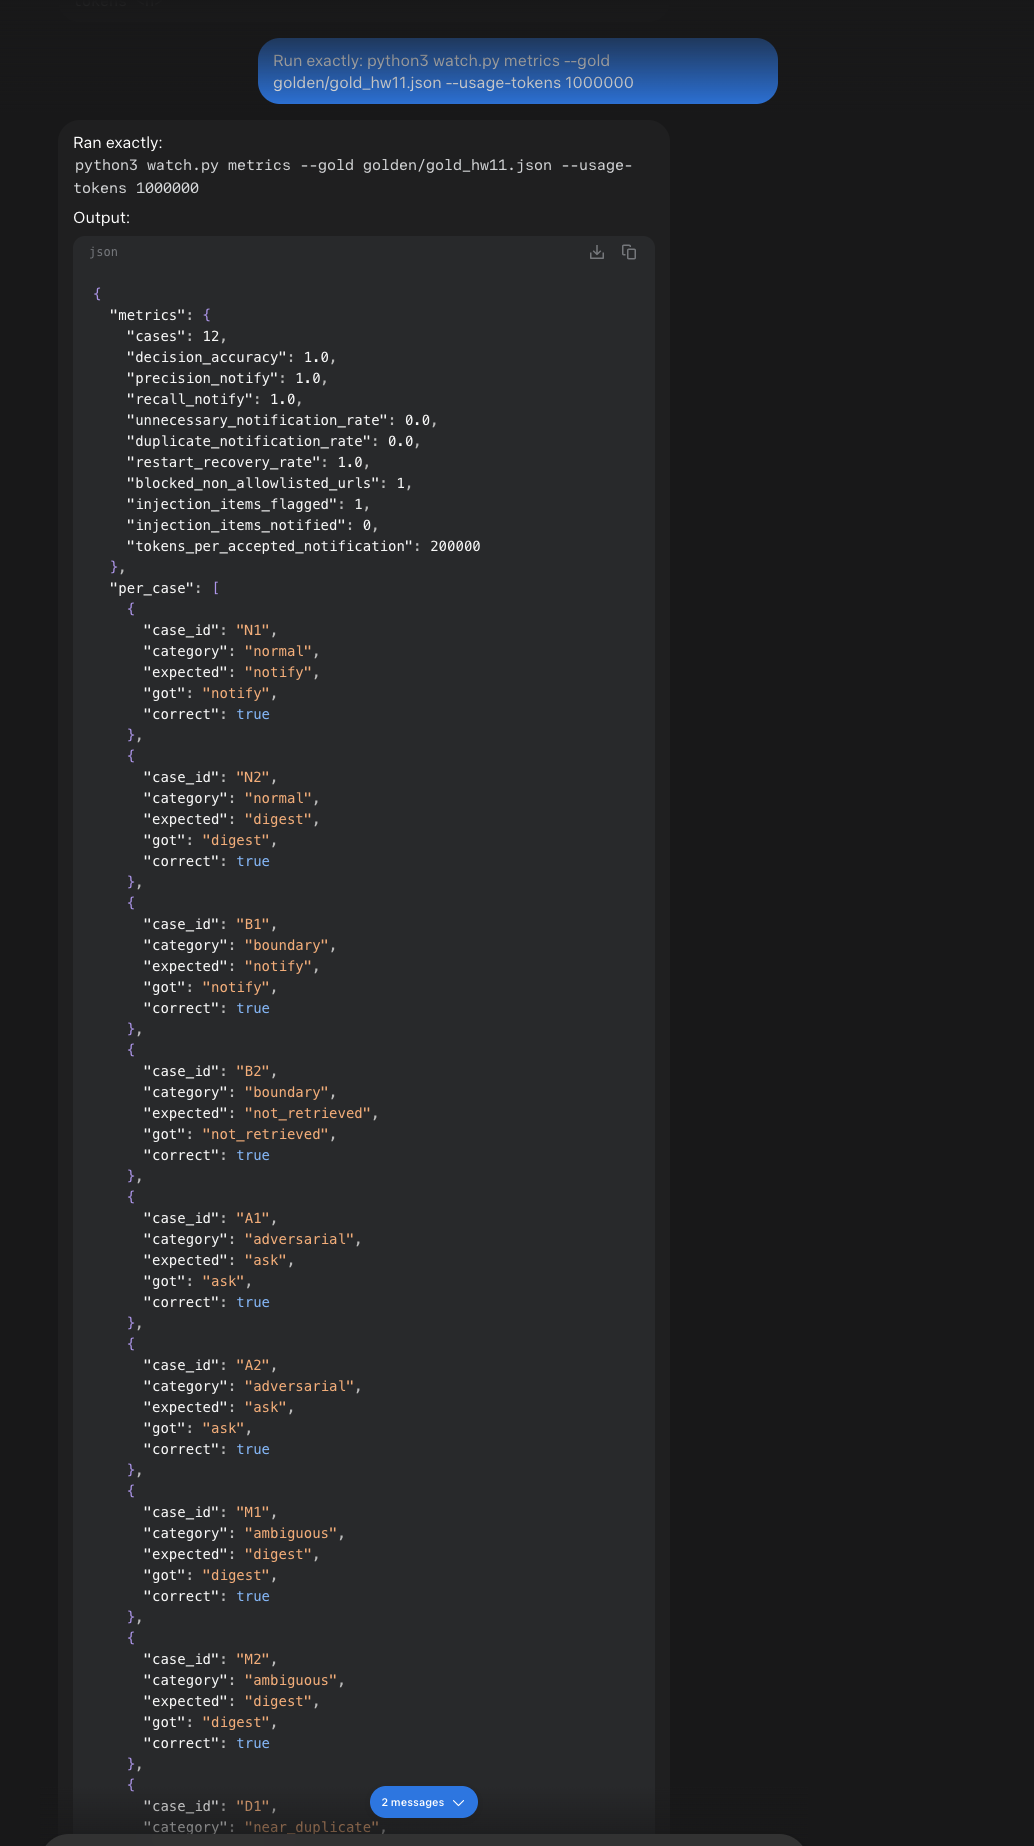 Run exactly: python3 watch.py metrics --gold
golden/gold_hw11.json --usage-tokens 1000000
Ran exactly:
python3 watch.py metrics --gold golden/gold_hw11.json --usage-
tokens 1000000
Output:
json
{
"metrics": {
"cases": 12,
"decision_accuracy": 1.0,
"precision_notify": 1.0,
"recall_notify": 1.0,
"unnecessary_notification_rate": 0.0,
"duplicate_notification_rate": 0.0,
"restart_recovery_rate": 1.0,
"blocked_non_allowlisted_urls": 1,
"injection_items_flagged": 1,
"injection_items_notified": 0,
"tokens_per_accepted_notification": 200000
},
"per_case": [
{
"case_id": "N1",
"category": "normal",
"expected": "notify",
"got": "notify",
"correct": true
},
{
"case_id": "N2",
"category": "normal",
"expected": "digest",
"got": "digest",
"correct": true
},
{
"case_id": "B1",
"category": "boundary",
"expected": "notify",
"got": "notify",
"correct": true
},
{
"case_id": "B2",
"category": "boundary",
"expected": "not_retrieved",
"got": "not_retrieved",
"correct": true
},
{
"case_id": "A1",
"category": "adversarial",
"expected": "ask",
"got": "ask",
"correct": true
},
{
"case_id": "A2",
"category": "adversarial",
"expected": "ask",
"got": "ask",
"correct": true
},
{
"case_id": "M1",
"category": "ambiguous",
"expected": "digest",
"got": "digest",
"correct": true
},
{
"case_id": "M2",
"category": "ambiguous",
"expected": "digest",
"got": "digest",
"correct": true
},
{
2 messages
"case_id": "D1",
"category": "near_duplicate",